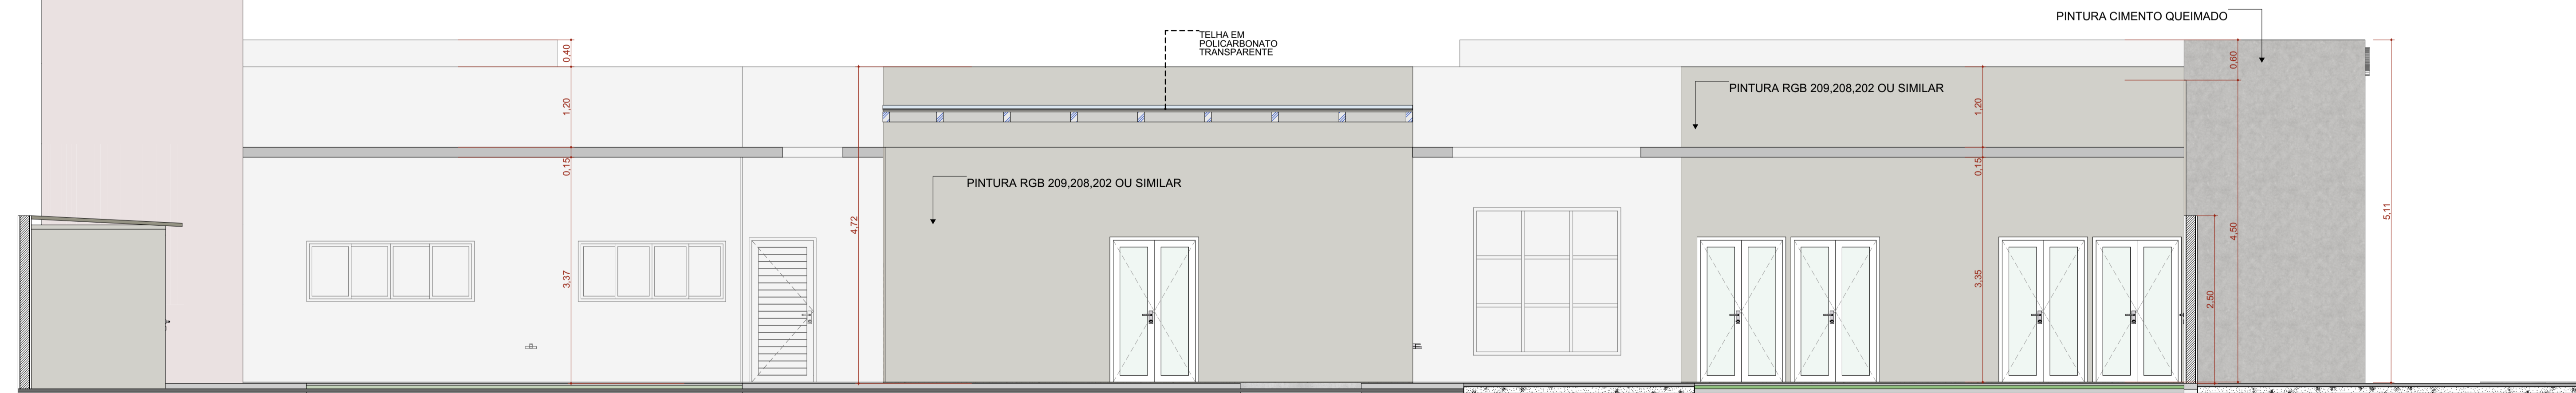 PINTURA CIMENTO QUEIMADO
TELHA EM
POLICARBONATO
TRANSPARENTE
0,40
0,60
PINTURA RGB 209,208,202 OU SIMILAR
1,20
1,20
0,15
0,15
PINTURA RGB 209,208,202 OU SIMILAR
5,11
4,72
4,50
3,37
3,35
2,50